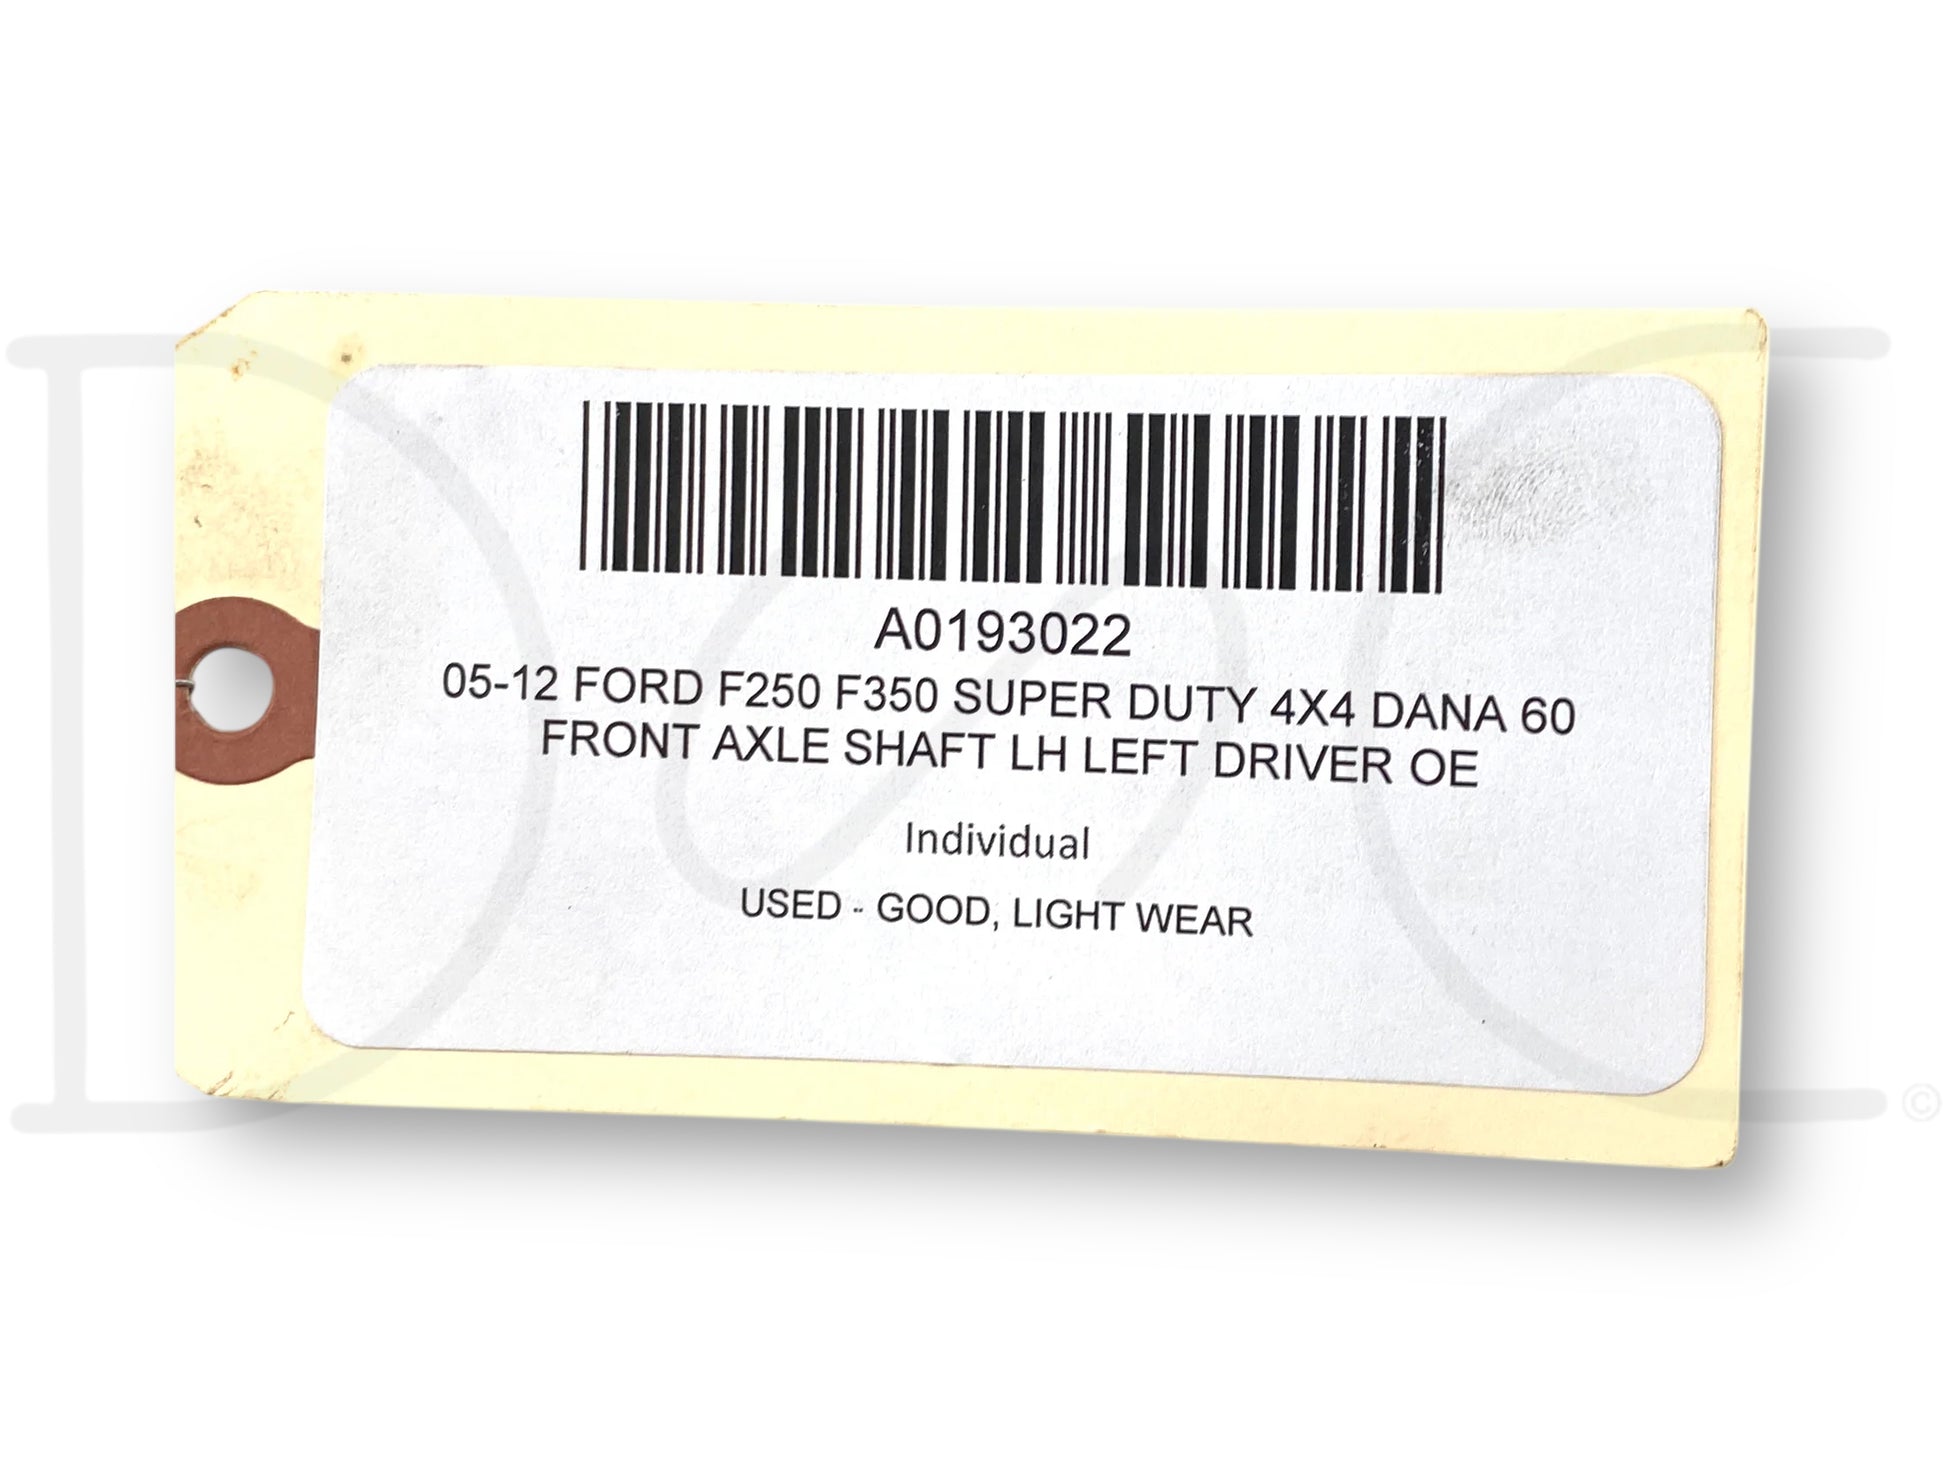 A0193022
05-12 FORD F250 F350 SUPER DUTY 4X4 DANA 60
FRONT AXLE SHAFT LH LEFT DRIVER OE
Individual
USED - GOOD, LIGHT WEAR
©